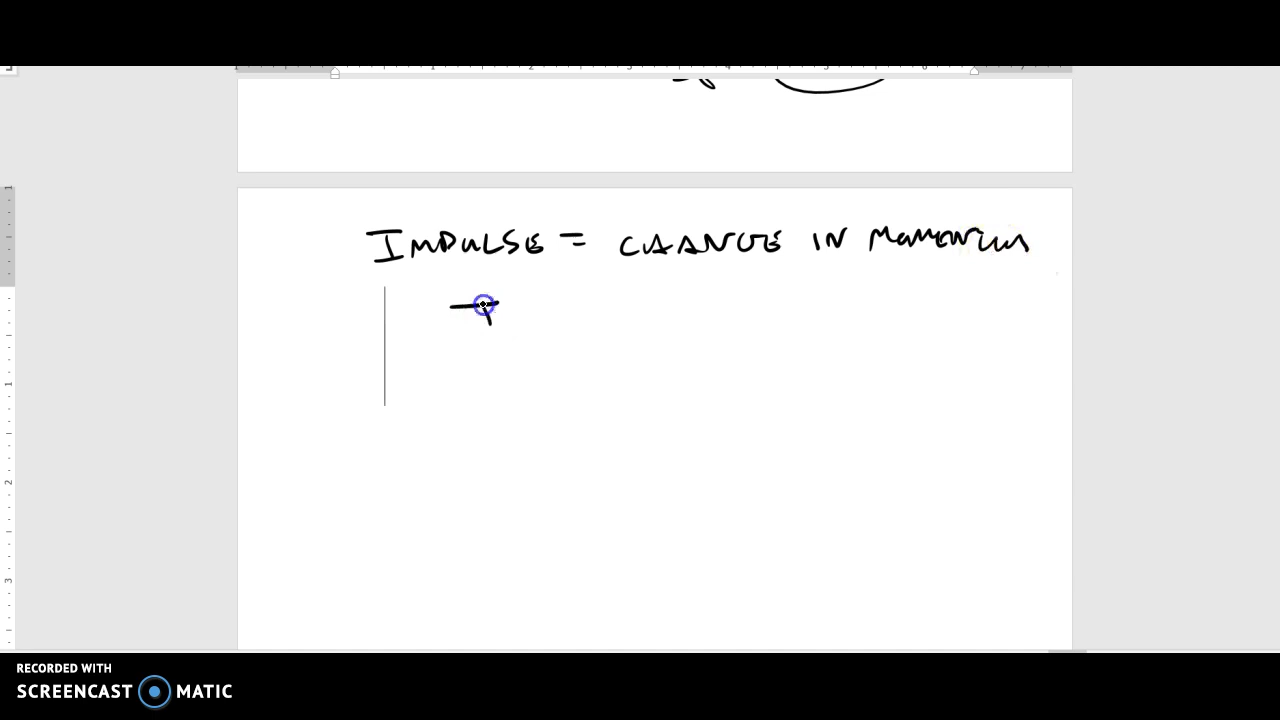 IMPULSE = CHANGE IN MOMENTUM
RECORDED WITH
SCREENCAST MATIC